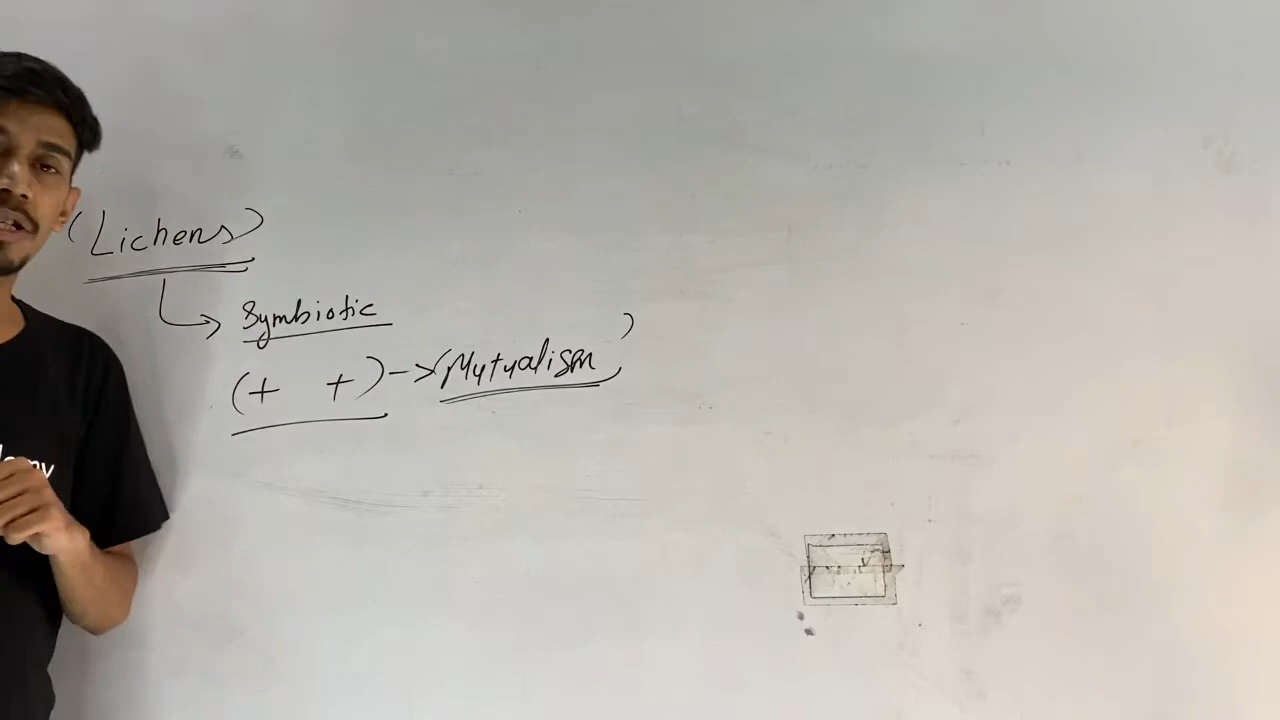 (Lichens)
Symbiotic
(+ +) -> (Mutualism)